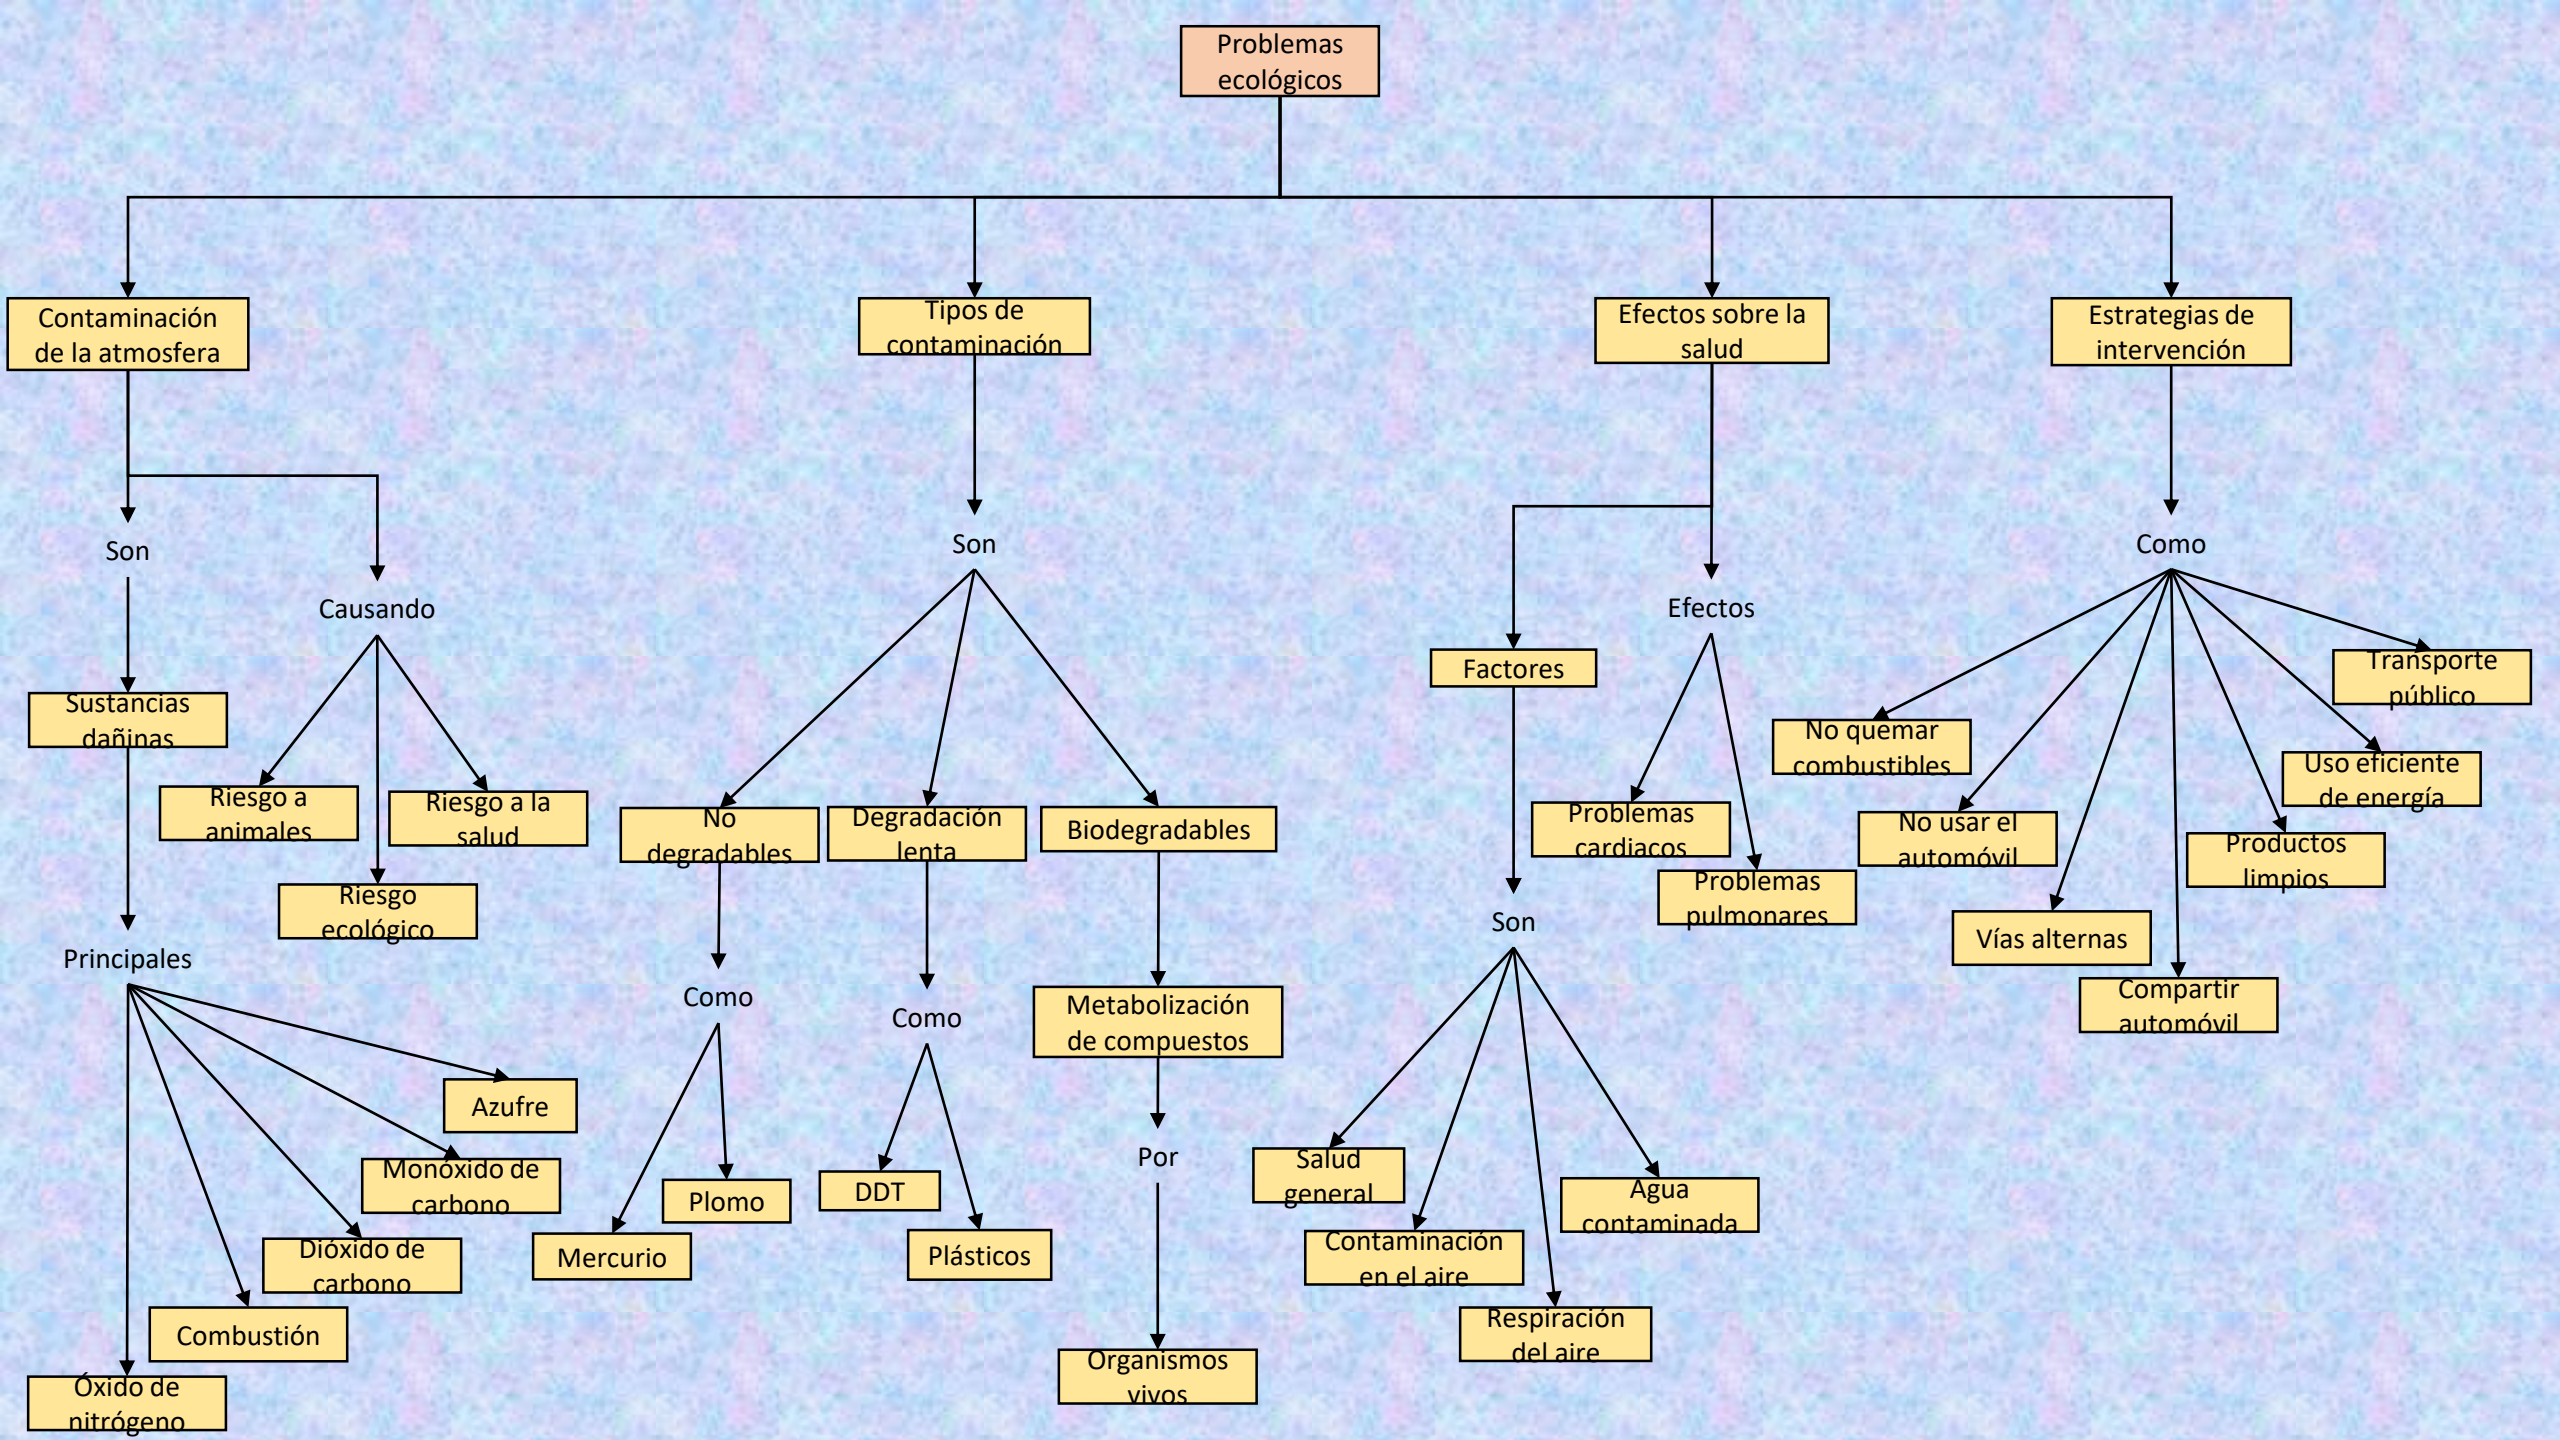 Problemas
ecológicos
Contaminación
de la atmosfera
Tipos de
contaminación
Efectos sobre la
salud
Estrategias de
intervención
Son
Causando
Sustancias
dañinas
Riesgo a
animales
Riesgo a la
salud
Riesgo
ecológico
Principales
Azufre
Monóxido de
carbono
Dióxido de
carbono
Combustión
Óxido de
nitrógeno
Son
No
degradables
Degradación
lenta
Biodegradables
Como
Mercurio
Plomo
Como
DDT
Plásticos
Metabolización
de compuestos
Por
Organismos
vivos
Factores
Efectos
Problemas
cardiacos
Problemas
pulmonares
Son
Salud
general
Contaminación
en el aire
Respiración
del aire
Agua
contaminada
Como
No quemar
combustibles
No usar el
automóvil
Vías alternas
Compartir
automóvil
Productos
limpios
Uso eficiente
de energía
Transporte
público